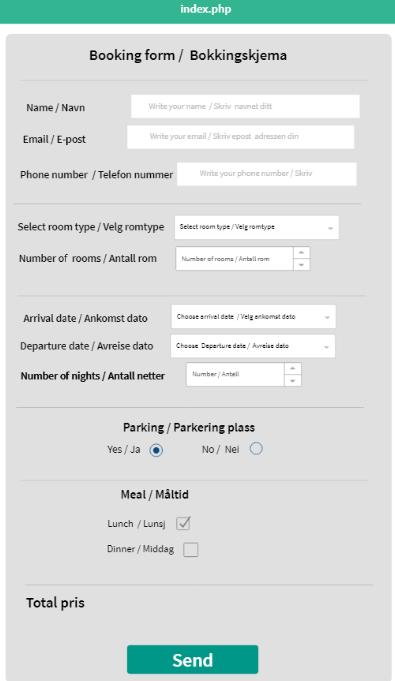 index.php
Booking form / Bokkingskjema
Name / Navn
Write your name / Skriv navnet ditt
Email / E-post
Write your email / Skriv epost adressen din
Phone number / Telefon nummer
Write your phone number / Skriv
Select room type / Velg romtype
Select room type / Velg romtype
Number of rooms / Antall rom
Number of rooms / Antall rom
Arrival date / Ankomst dato
Choose arrival date / Velg ankomst dato
Departure date / Avreise dato
Choose Departure date / Avreise dato
Number of nights / Antall netter
Number / Antall
Parking / Parkering plass
Yes / Ja
No / Nei
Meal / Måltid
Lunch / Lunsj
Dinner / Middag
Total pris
Send